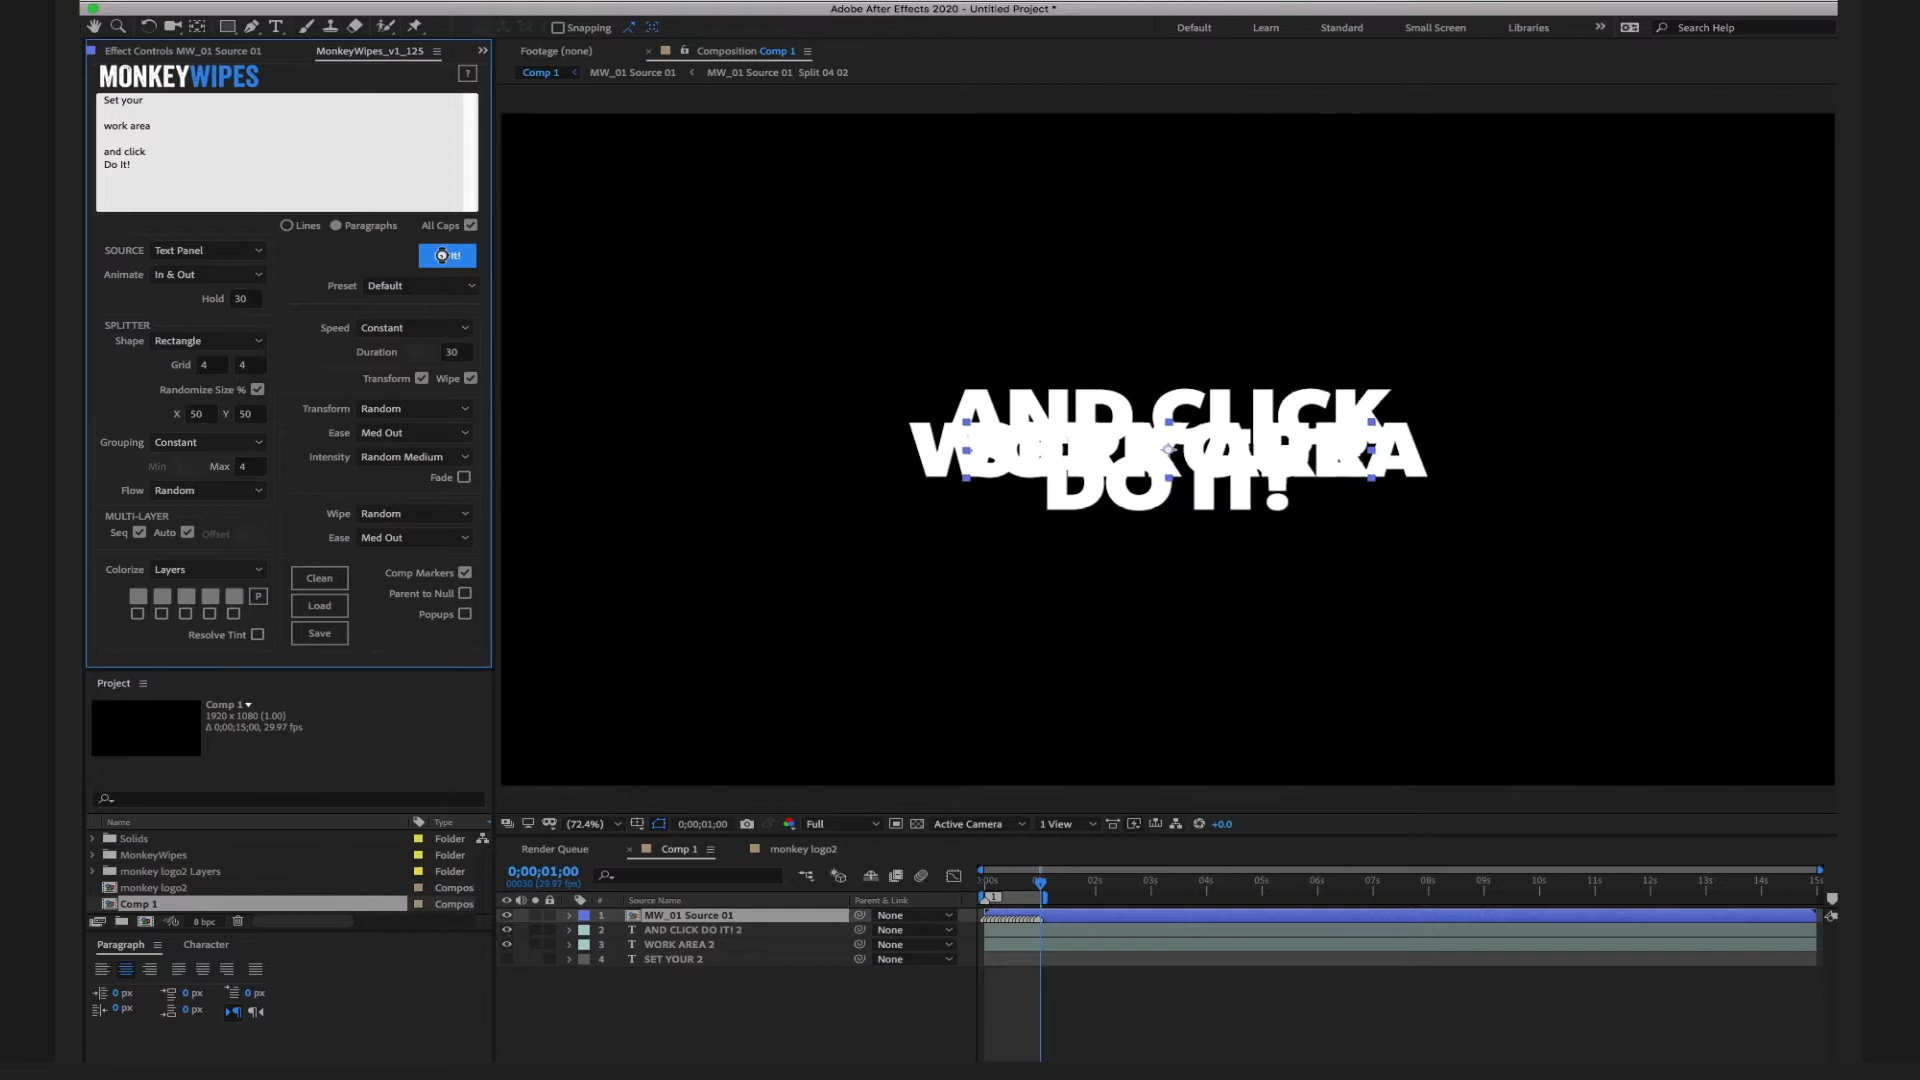 Adobe After Effects 2020 - Untitled Project *
Snapping
Default
Learn
Standard
Small Screen
Libraries
Search Help
Effect Controls MW_01 Source 01
MonkeyWipes_v1_125
Footage (none)
Composition Comp 1
Comp 1
MW_01 Source 01
MW_01 Source 01 Split 04 02
MONKEYWIPES
?
Set your
work area
and click
Do It!
Lines
Paragraphs
All Caps
SOURCE Text Panel
It!
Animate In & Out
Preset Default
Hold 30
SPLITTER
Speed Constant
Shape Rectangle
Duration 30
Grid 4 4
Transform Wipe
Randomize Size %
X 50 Y 50
Transform Random
Ease Med Out
Grouping Constant
Intensity Random Medium
Min Max 4
Fade
Flow Random
Wipe Random
MULTI-LAYER
Seq Auto Offset
Ease Med Out
Colorize Layers
Clean
Comp Markers
P
Parent to Null
Load
Popups
Resolve Tint
Save
AND CLICK
DO IT!
Project
Comp 1
1920 x 1080 (1.00)
Δ 0;00;15;00, 29.97 fps
Name Type
Solids Folder
MonkeyWipes Folder
monkey logo2 Layers Folder
monkey logo2 Compos
Comp 1 Compos
8 bpc
Paragraph
Character
0 px 0 px 0 px
0 px 0 px
(72.4%) 0;00;01;00 Full Active Camera 1 View +0.0
Render Queue
Comp 1
monkey logo2
0;00;01;00
00030 (29.97 fps)
:00s 02s 03s 04s 05s 06s 07s 08s 09s 10s 11s 12s 13s 14s 15s
1
# Source Name Parent & Link
1 MW_01 Source 01 None
2 T AND CLICK DO IT! 2 None
3 T WORK AREA 2 None
4 T SET YOUR 2 None